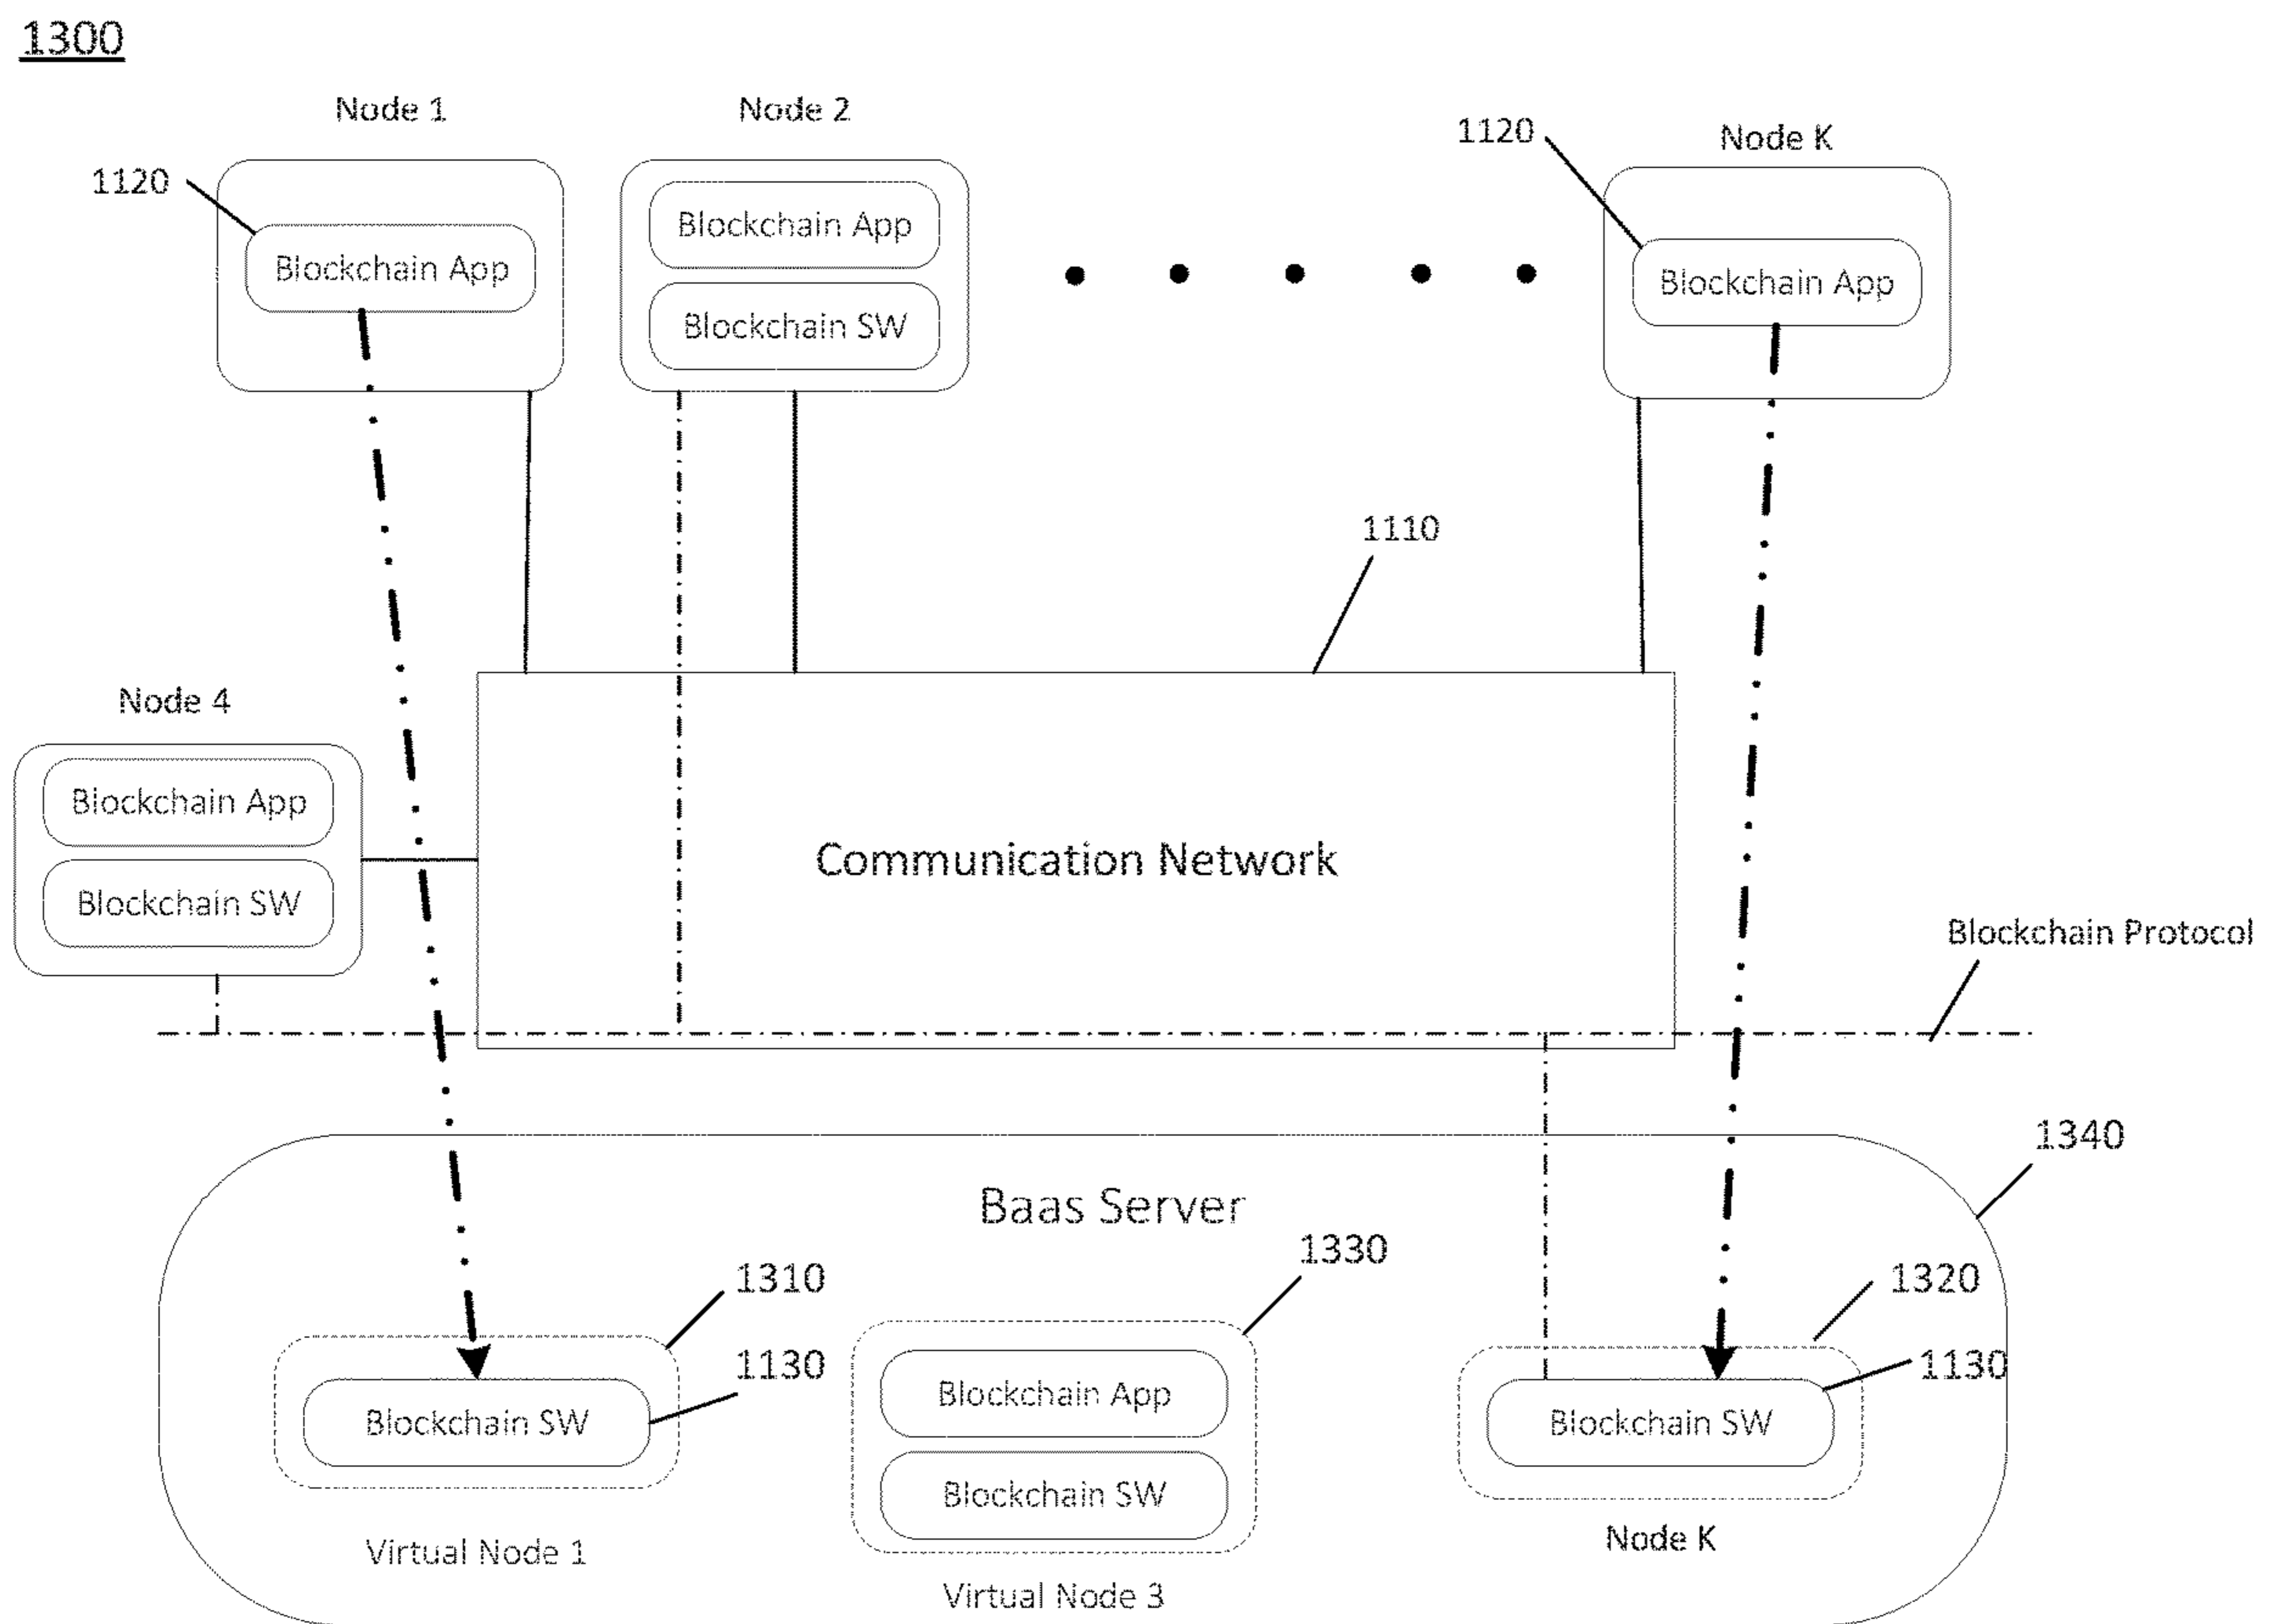 1300
Node 1
Node 2
1120
Node K
1120
Blockchain App
Blockchain App
Blockchain SW
Blockchain App
1110
Node 4
Blockchain App
Blockchain SW
Communication Network
Blockchain Protocol
1340
Baas Server
1310
1330
1320
1130
1130
Blockchain SW
Blockchain App
Blockchain SW
Blockchain SW
Virtual Node 1
Virtual Node 3
Node K